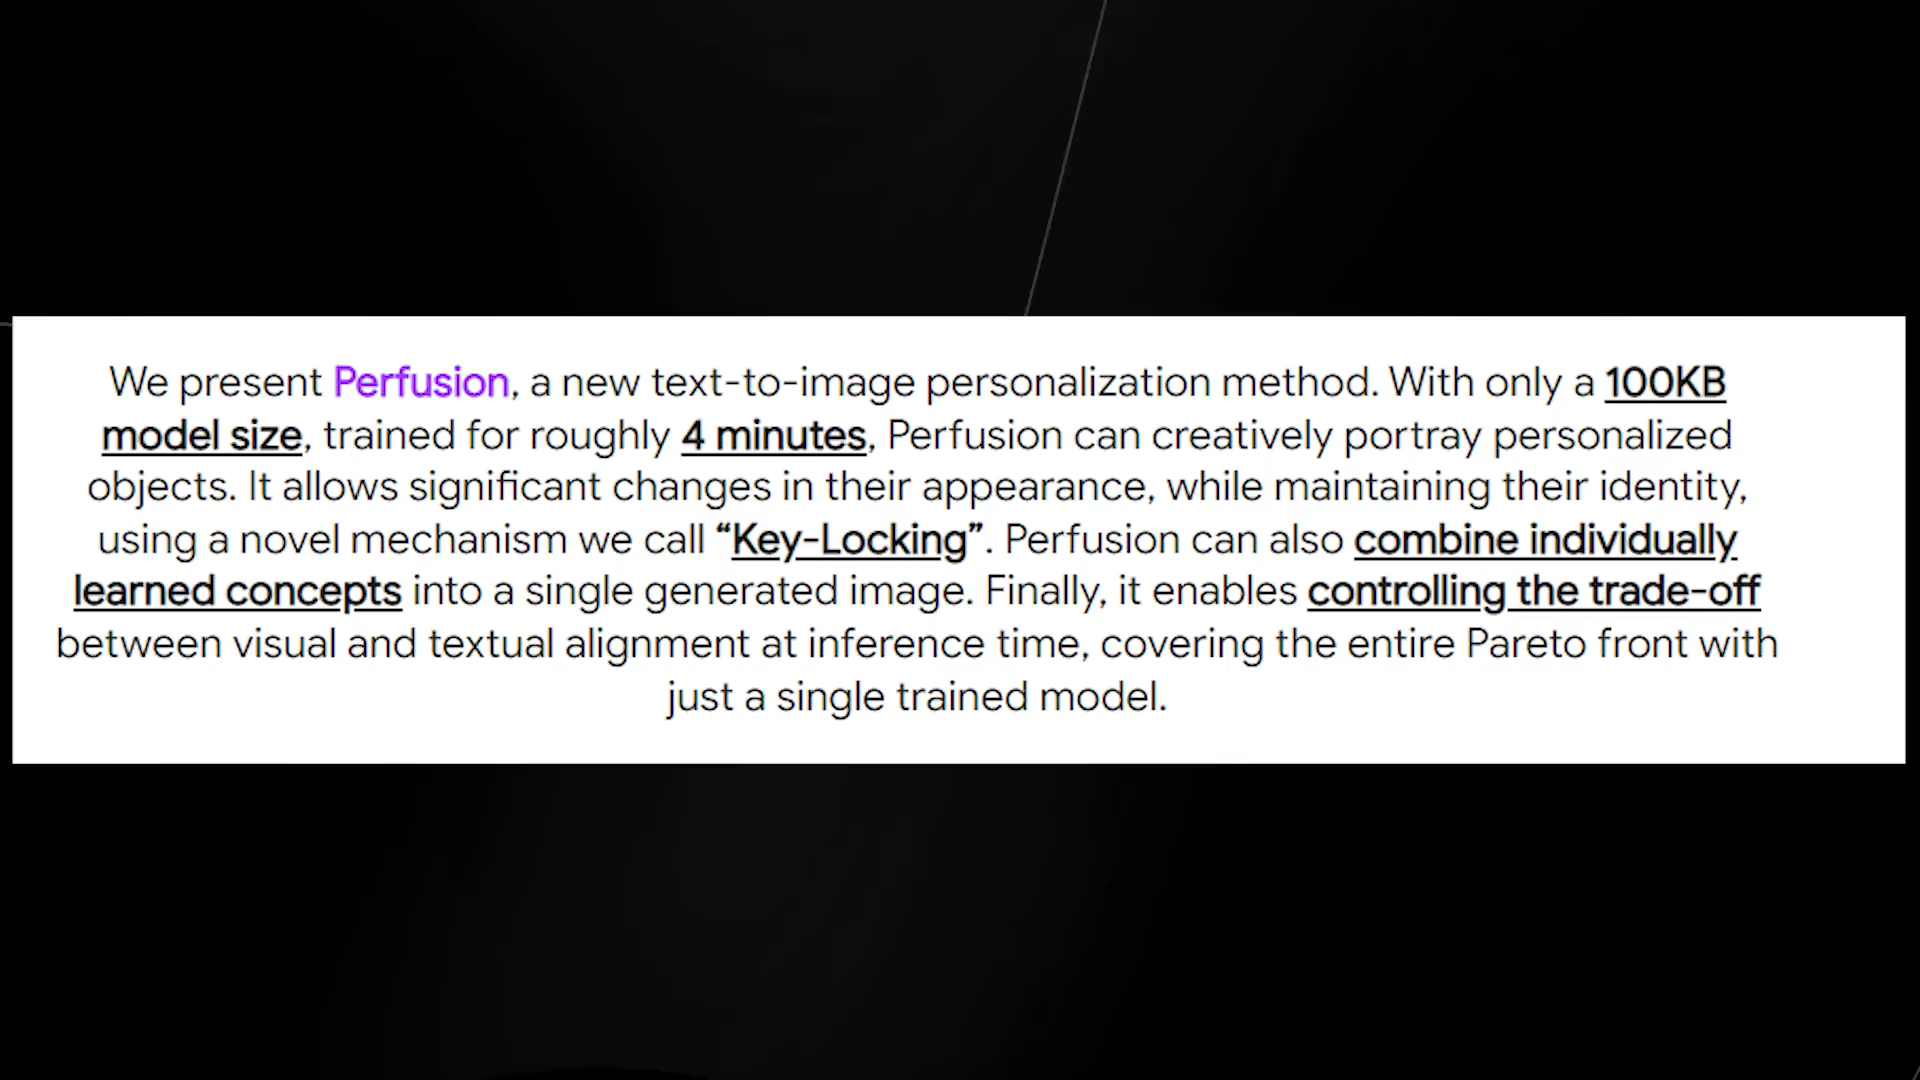 We present Perfusion, a new text-to-image personalization method. With only a 100KB
model size, trained for roughly 4 minutes, Perfusion can creatively portray personalized
objects. It allows significant changes in their appearance, while maintaining their identity,
using a novel mechanism we call “Key-Locking”. Perfusion can also combine individually
learned concepts into a single generated image. Finally, it enables controlling the trade-off
between visual and textual alignment at inference time, covering the entire Pareto front with
just a single trained model.